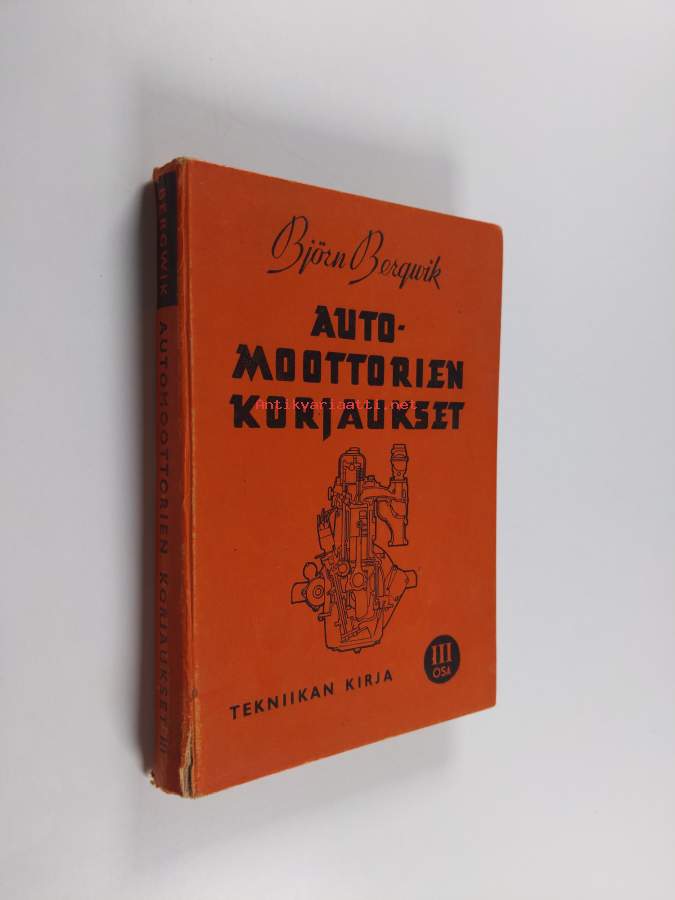 Björn Bergwik
AUTO-
MOOTTORIEN
KORJAUKSET
Antikvariaatti.net
III
OSA
TEKNIIKAN KIRJA
BERGWIK AUTOMOOTTORIEN KORJAUKSET III